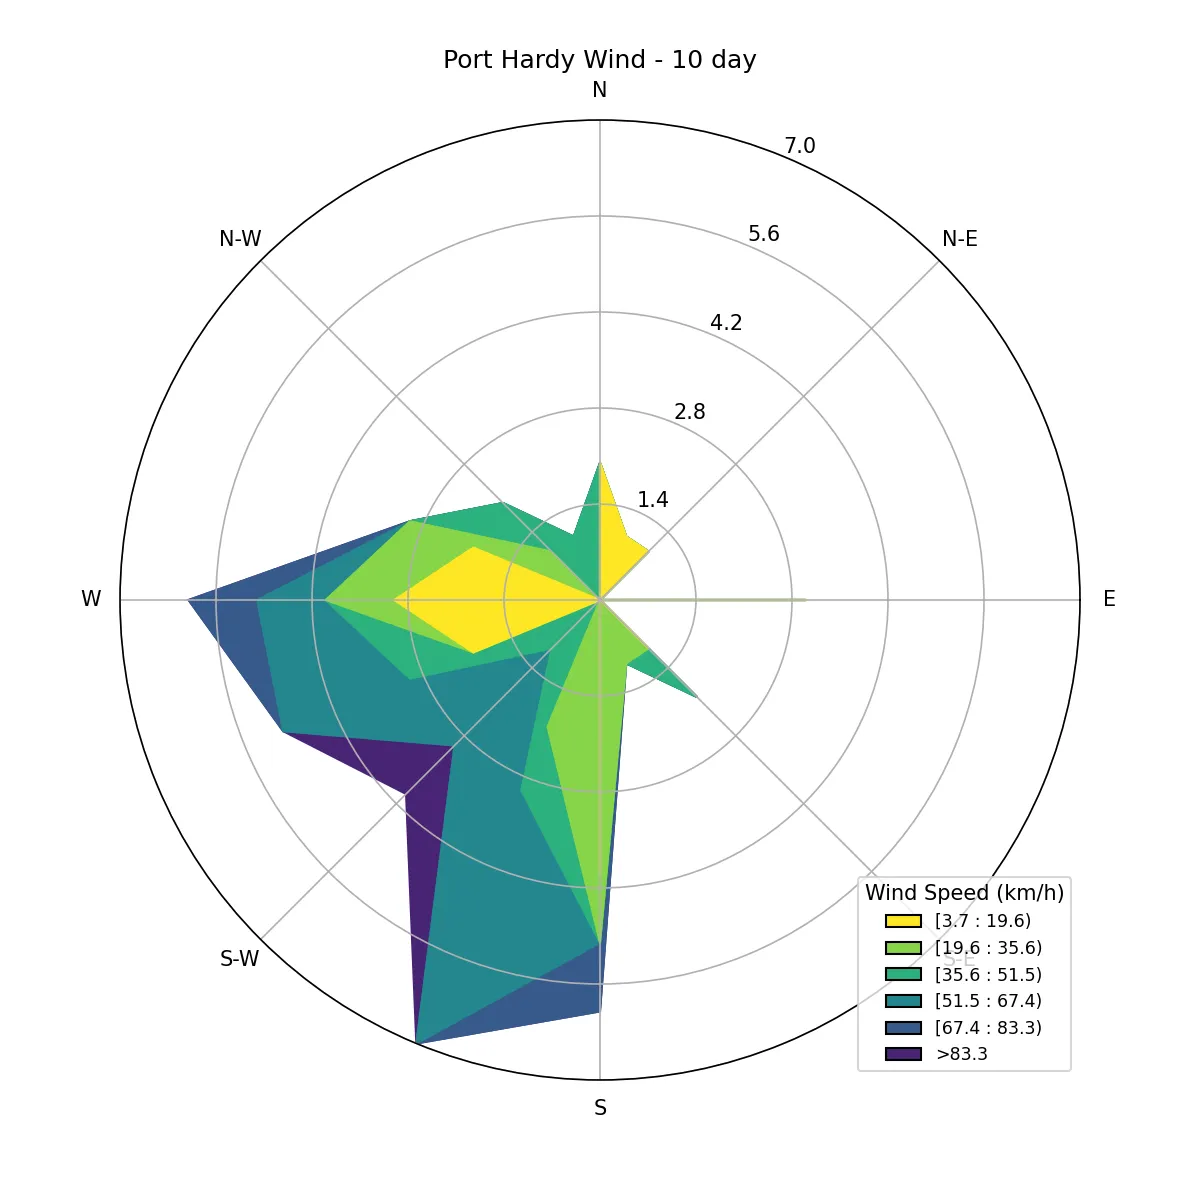 Port Hardy Wind - 10 day
N
7.0
N-W
5.6
N-E
4.2
2.8
1.4
W
E
S-W
S-E
S
Wind Speed (km/h)
[3.7 : 19.6)
[19.6 : 35.6)
[35.6 : 51.5)
[51.5 : 67.4)
[67.4 : 83.3)
>83.3